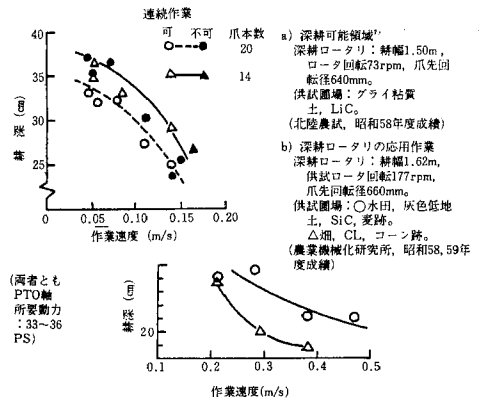 連続作業
可 不可 爪本数
20
14
40
35
30
25
耕深(cm)
0 0.05 0.10 0.15 0.20
作業速度 (m/s)
a) 深耕可能領域
深耕ロータリ:耕幅1.50m,
ロータ回転73rpm, 爪先回
転径640mm。
供試圃場:グライ粘質
土, LiC。
(北陸農試, 昭和58年度成績)
b) 深耕ロータリの応用作業
深耕ロータリ:耕幅1.62m,
供試ロータ回転177rpm,
爪先回転径660mm。
供試圃場:○水田, 灰色低地
土, SiC, 麦跡。
△畑, CL, コーン跡。
(農業機械化研究所, 昭和58, 59年
度成績)
(両者とも
PTO軸
所要動力
:33~36
PS)
耕深(cm)
20
0.1 0.2 0.3 0.4 0.5
作業速度(m/s)